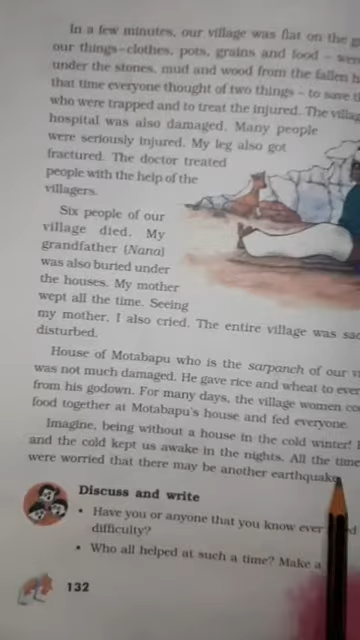 In a few minutes, our village was flat on the
our things–clothes, pots, grains and food –
under the stones, mud and wood from the fallen
that time everyone thought of two things – to save
who were trapped and to treat the injured. The
hospital was also damaged. Many people
were seriously injured. My leg also got
fractured. The doctor treated
people with the help of the
villagers.
Six people of our
village died. My
grandfather (Nana)
was also buried under
the houses. My mother
wept all the time. Seeing
my mother, I also cried. The entire village was
disturbed.
House of Motabapu who is the sarpanch of our
was not much damaged. He gave rice and wheat to
from his godown. For many days, the village women
food together at Motabapu's house and fed everyone.
Imagine, being without a house in the cold winter!
and the cold kept us awake in the nights. All the time
were worried that there may be another earthquake
Discuss and write
• Have you or anyone that you know ever
difficulty?
• Who all helped at such a time? Make a
132